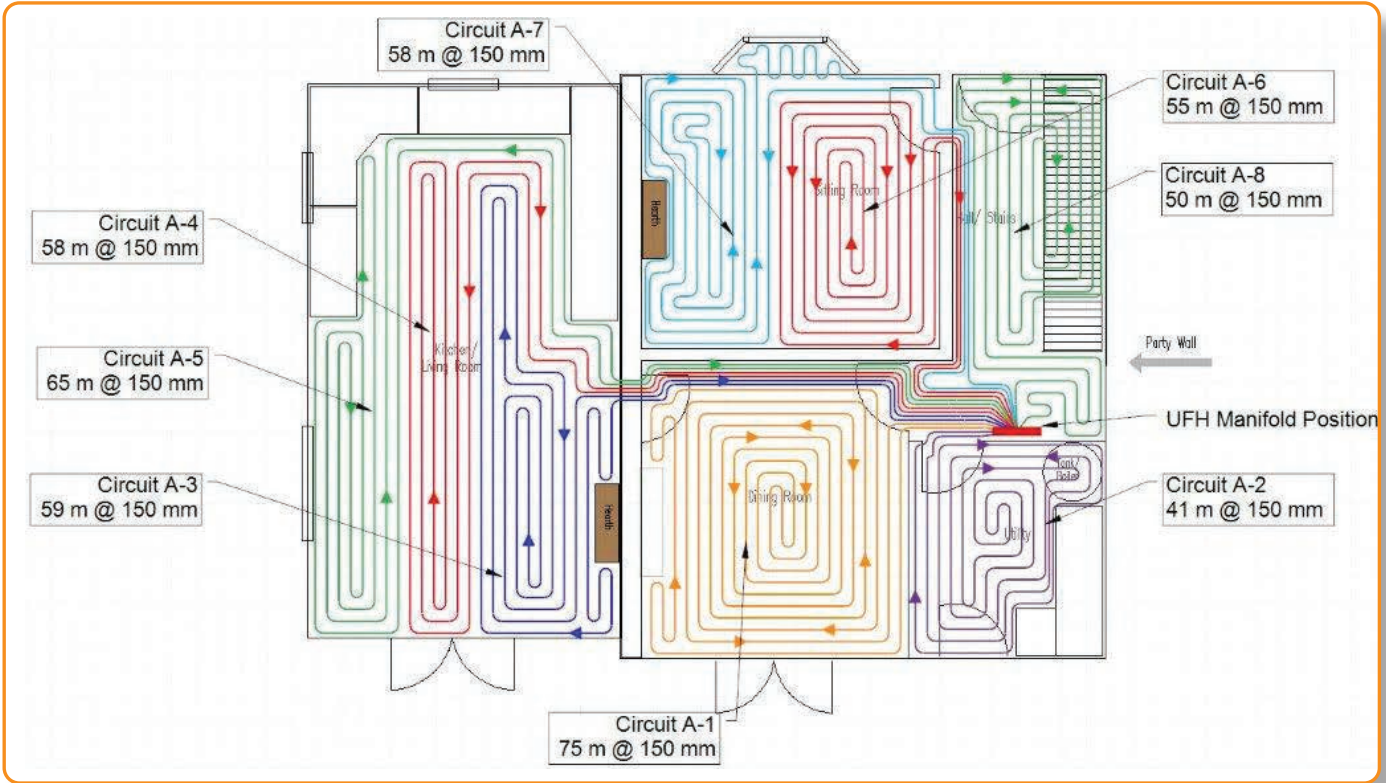 Circuit A-7
58 m @ 150 mm
Circuit A-6
55 m @ 150 mm
Circuit A-8
50 m @ 150 mm
Circuit A-4
58 m @ 150 mm
Circuit A-5
65 m @ 150 mm
Circuit A-3
59 m @ 150 mm
Hearth
Sitting Room
Hall/ Stairs
Kitchen/
Living Room
Party Wall
UFH Manifold Position
Hearth
Dining Room
Tank/
Boiler
Utility
Circuit A-2
41 m @ 150 mm
Circuit A-1
75 m @ 150 mm